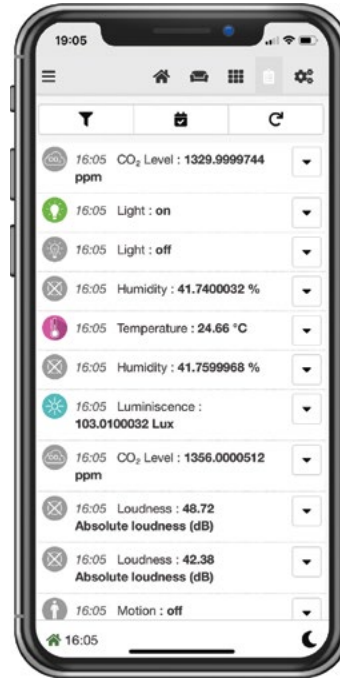 19:05
16:05 CO₂ Level : 1329.9999744
ppm
16:05 Light : on
16:05 Light : off
16:05 Humidity : 41.7400032 %
16:05 Temperature : 24.66 °C
16:05 Humidity : 41.7599968 %
16:05 Luminiscence :
103.0100032 Lux
16:05 CO₂ Level : 1356.0000512
ppm
16:05 Loudness : 48.72
Absolute loudness (dB)
16:05 Loudness : 42.38
Absolute loudness (dB)
16:05 Motion : off
16:05